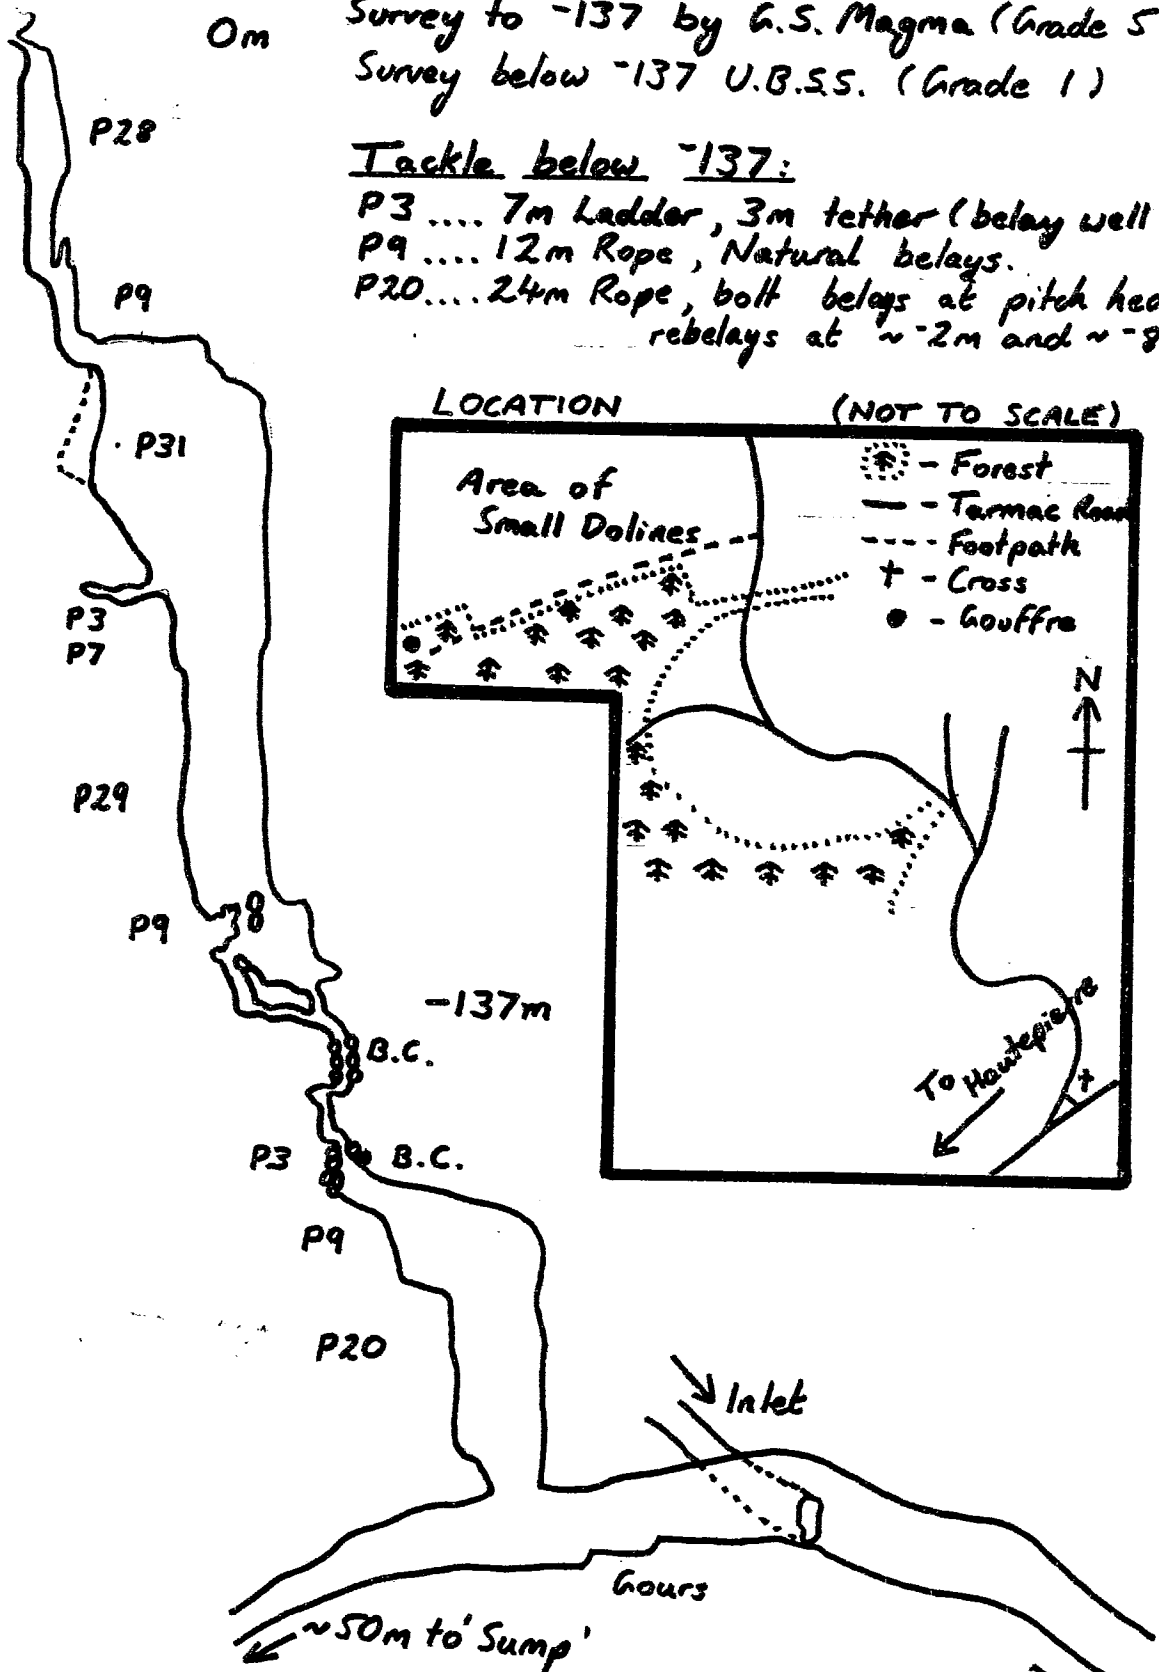 Survey to -137 by G.S. Magma (Grade 5
0m
Survey below -137 U.B.S.S. (Grade 1)
P28
Tackle below -137:
P3 .... 7m Ladder, 3m tether (belay well
P9 .... 12m Rope, Natural belays.
P20.... 24m Rope, bolt belays at pitch head
rebelays at ~ -2m and ~ -8
P9
LOCATION (NOT TO SCALE)
P31
Area of
Small Dolines
- Forest
- Tarmac Road
- Footpath
- Cross
- Gouffre
P3
P7
N
P29
P9
-137m
B.C.
To Hautepierre
P3
B.C.
P9
P20
Inlet
Gours
~50m to 'Sump'